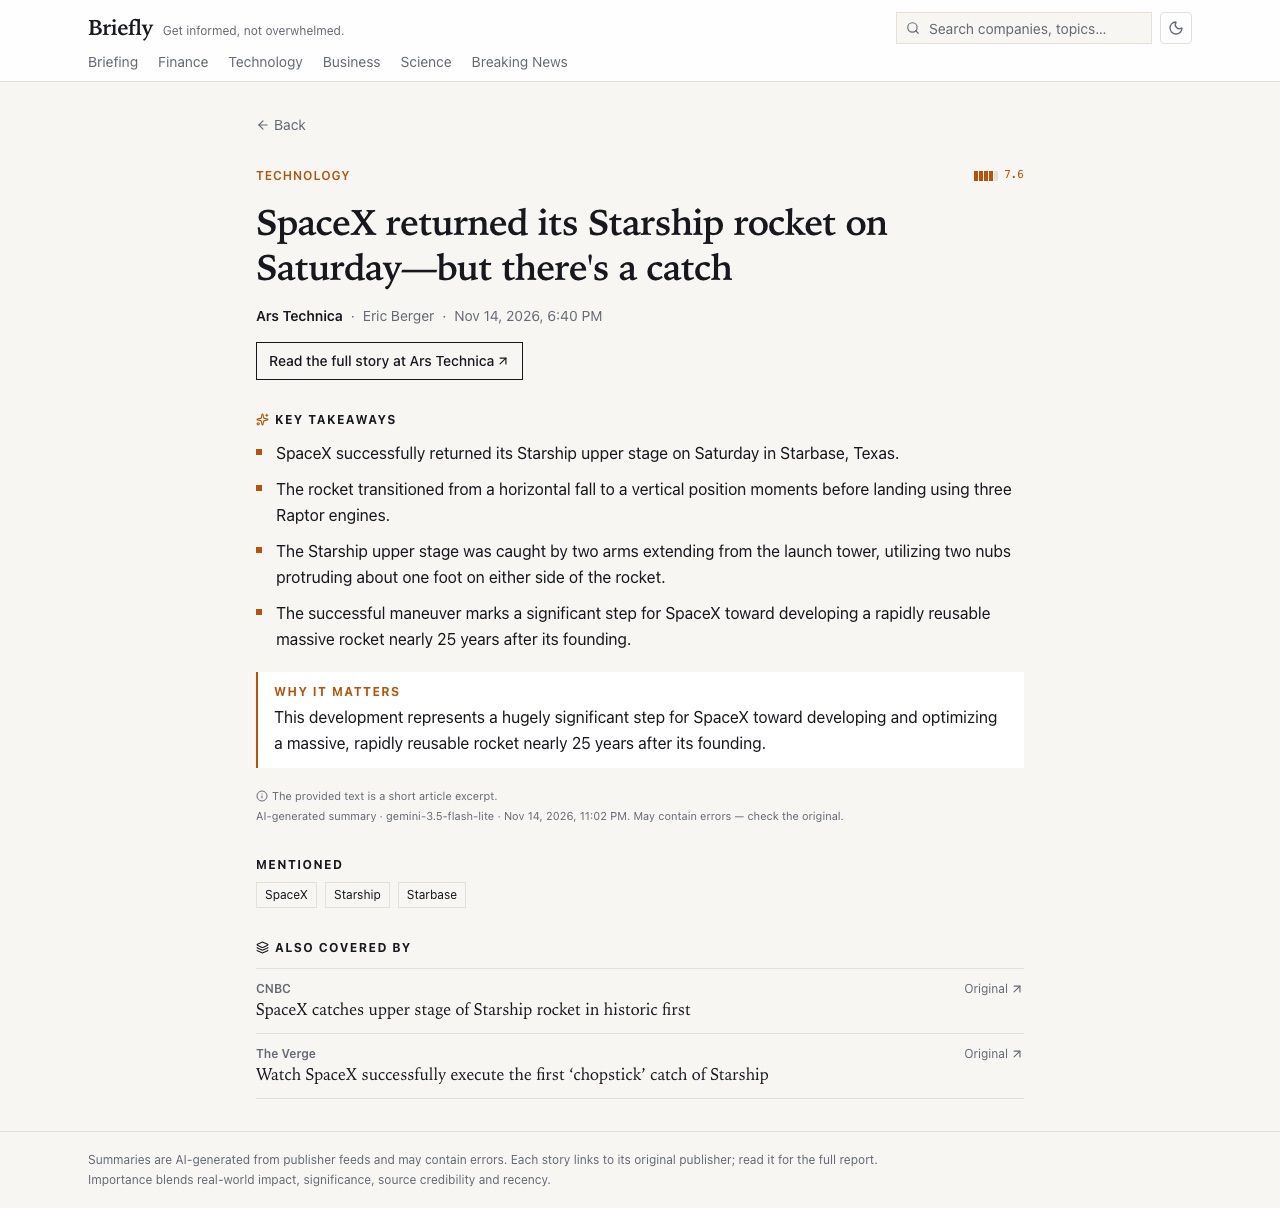 Briefly Get informed, not overwhelmed.
Search companies, topics...
Briefing Finance Technology Business Science Breaking News
Back
TECHNOLOGY
7.6
SpaceX returned its Starship rocket on
Saturday—but there's a catch
Ars Technica · Eric Berger · Nov 14, 2026, 6:40 PM
Read the full story at Ars Technica
KEY TAKEAWAYS
SpaceX successfully returned its Starship upper stage on Saturday in Starbase, Texas.
The rocket transitioned from a horizontal fall to a vertical position moments before landing using three
Raptor engines.
The Starship upper stage was caught by two arms extending from the launch tower, utilizing two nubs
protruding about one foot on either side of the rocket.
The successful maneuver marks a significant step for SpaceX toward developing a rapidly reusable
massive rocket nearly 25 years after its founding.
WHY IT MATTERS
This development represents a hugely significant step for SpaceX toward developing and optimizing
a massive, rapidly reusable rocket nearly 25 years after its founding.
The provided text is a short article excerpt.
AI-generated summary · gemini-3.5-flash-lite · Nov 14, 2026, 11:02 PM. May contain errors — check the original.
MENTIONED
SpaceX Starship Starbase
ALSO COVERED BY
CNBC Original
SpaceX catches upper stage of Starship rocket in historic first
The Verge Original
Watch SpaceX successfully execute the first ‘chopstick’ catch of Starship
Summaries are AI-generated from publisher feeds and may contain errors. Each story links to its original publisher; read it for the full report.
Importance blends real-world impact, significance, source credibility and recency.